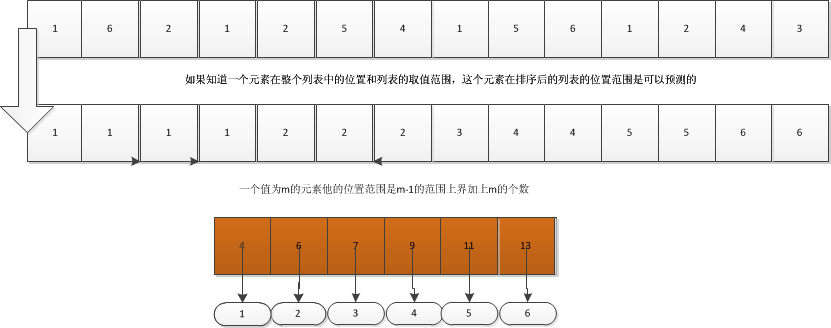 1 6 2 1 2 5 4 1 5 6 1 2 4 3
如果知道一个元素在整个列表中的位置和列表的取值范围，这个元素在排序后的列表的位置范围是可以预测的
1 1 1 1 2 2 2 3 4 4 5 5 6 6
一个值为m的元素他的位置范围是m-1的范围上界加上m的个数
4 6 7 9 11 13
1 2 3 4 5 6